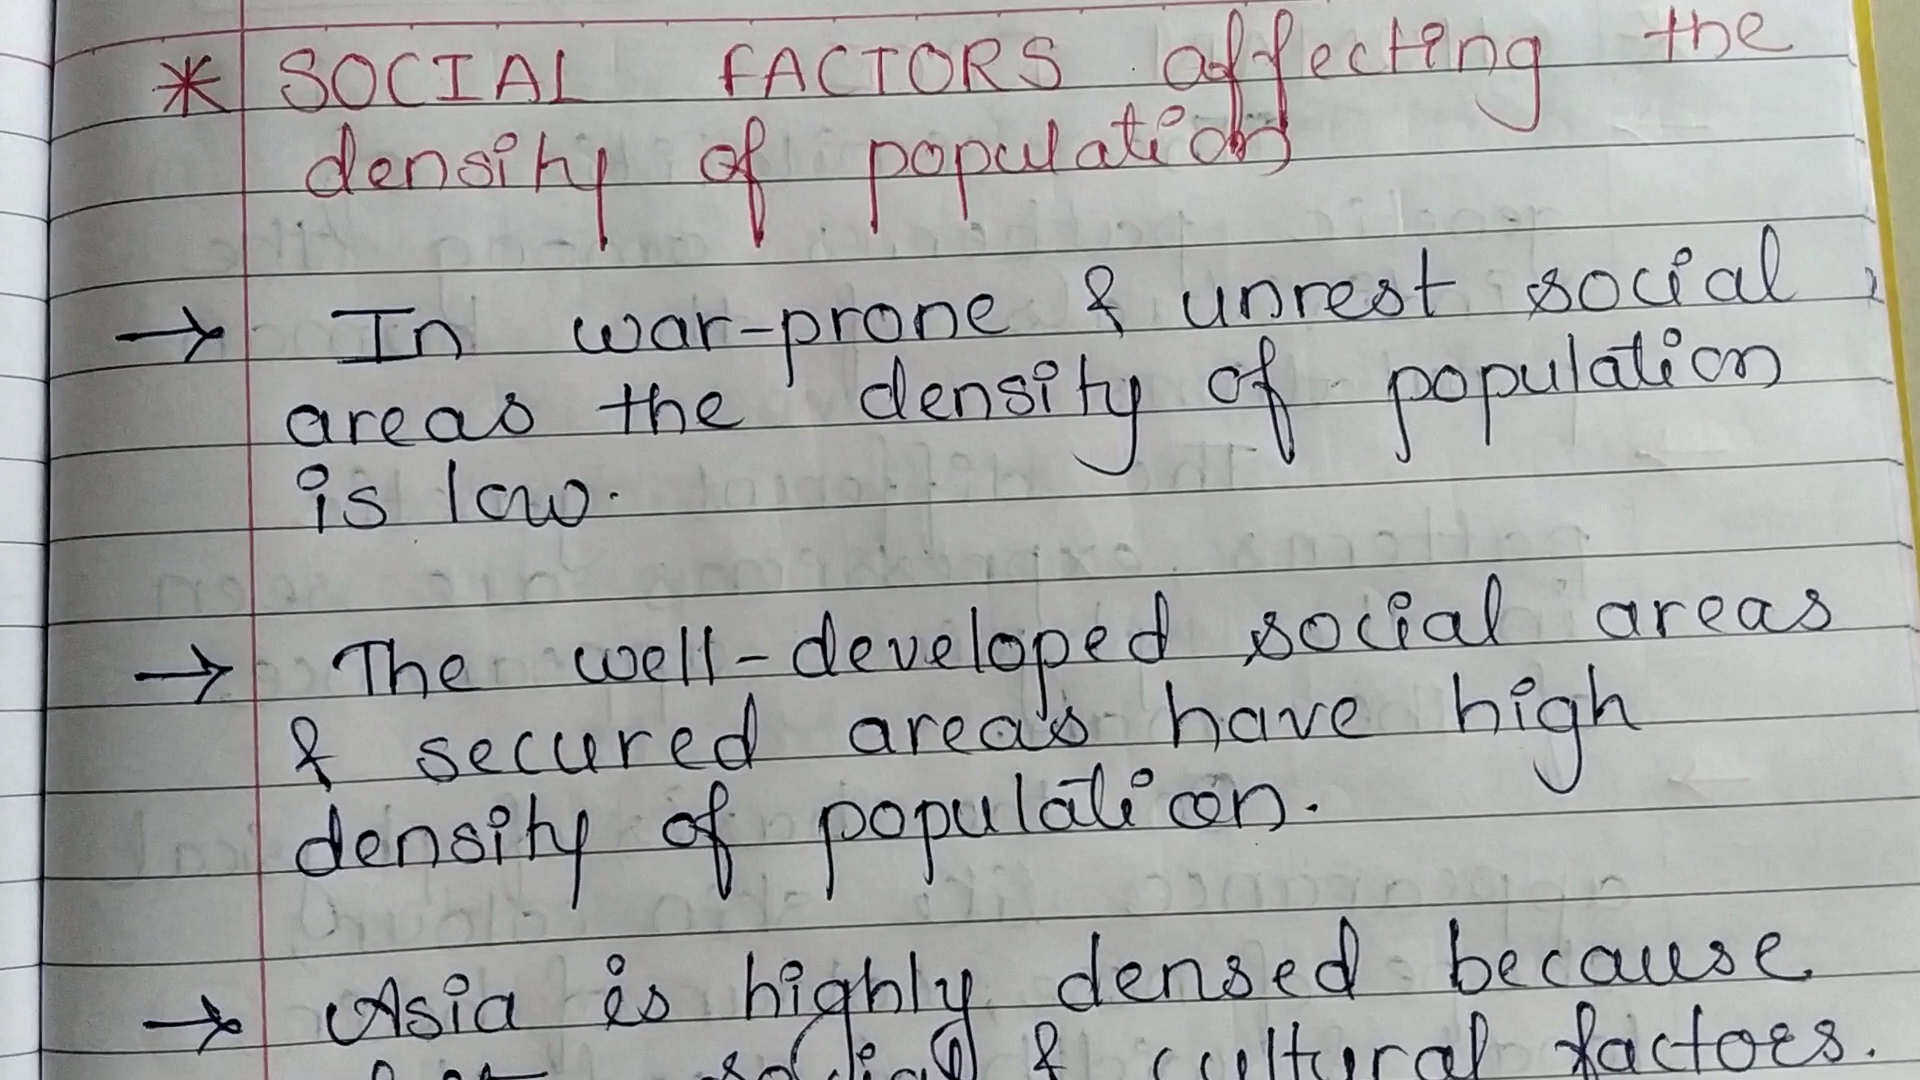 * SOCIAL FACTORS affecting the
density of population
→ In war-prone & unrest social
areas the density of population
is low.
→ The well-developed social areas
& secured areas have high
density of population.
→ Asia is highly densed because
social & cultural factors.